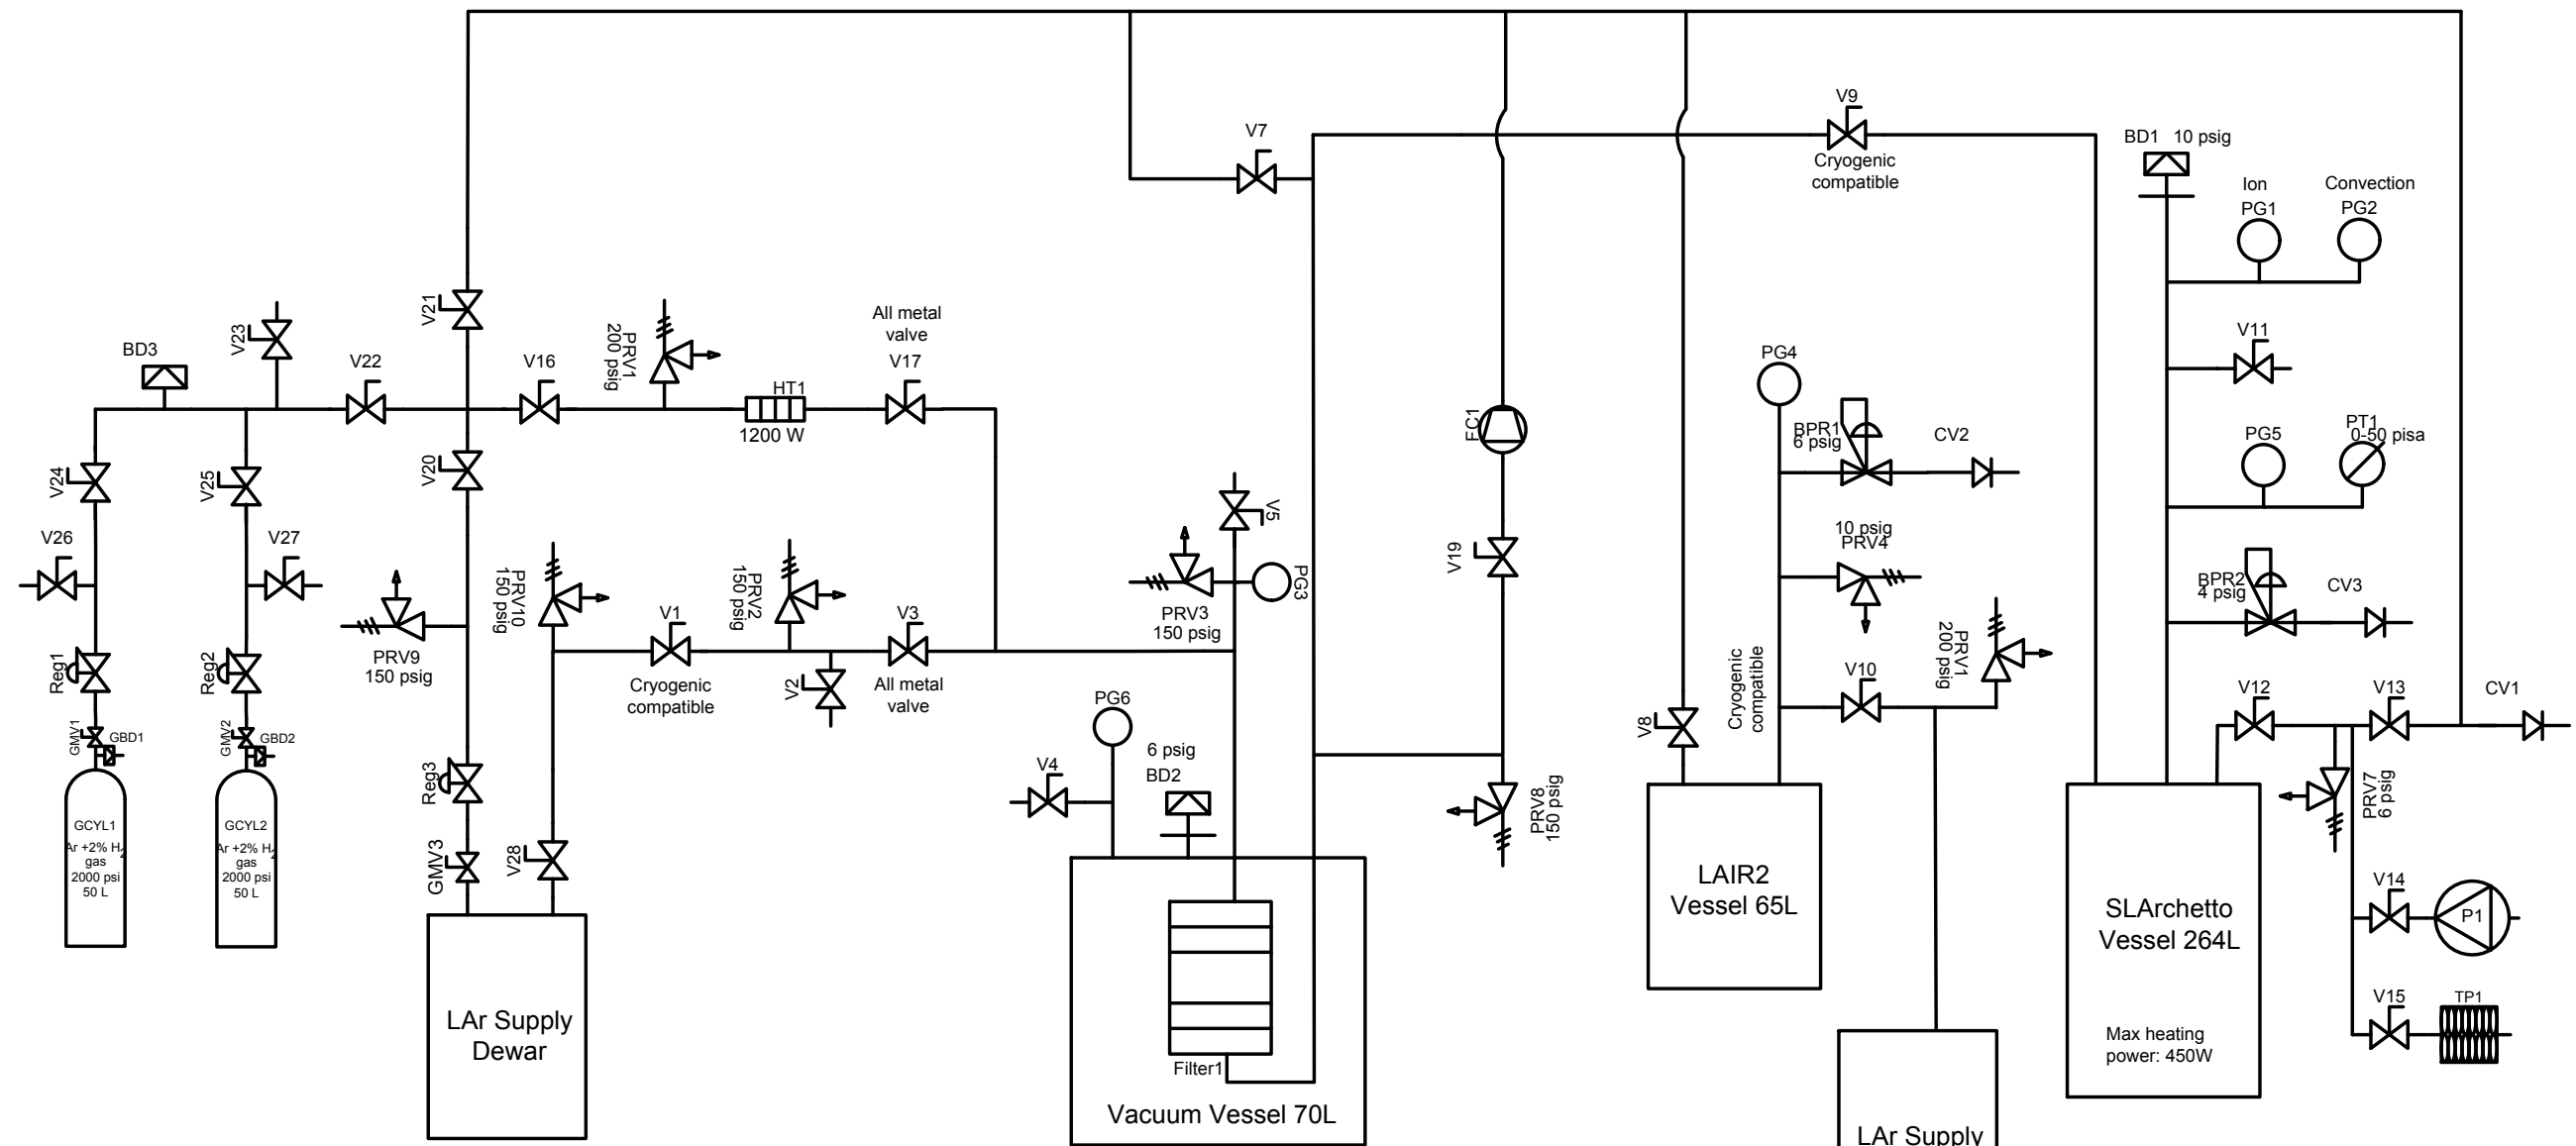 V9
Cryogenic
compatible
V7
BD1 10 psig
Ion
PG1
Convection
PG2
V21
V23
BD3
V22
V16
PRV1
200 psig
HT1
1200 W
All metal
valve
V17
V11
PG4
BPR1
6 psig
CV2
PG5
PT1
0-50 pisa
FC1
V24
V25
V20
V26
V27
V5
PRV3
150 psig
PG3
V19
10 psig
PRV4
BPR2
4 psig
CV3
PRV9
150 psig
PRV10
150 psig
V1
Cryogenic
compatible
PRV2
150 psig
V2
V3
All metal
valve
Cryogenic
compatible
V10
PRV1
200 psig
Reg1
Reg2
GMV1
GBD1
GMV2
GBD2
Reg3
GMV3
V28
PG6
V4
6 psig
BD2
PRV8
150 psig
V8
V12
V13
CV1
PRV7
6 psig
GCYL1
Ar +2% H2
gas
2000 psi
50 L
GCYL2
Ar +2% H2
gas
2000 psi
50 L
LAr Supply
Dewar
Filter1
Vacuum Vessel 70L
LAIR2
Vessel 65L
SLArchetto
Vessel 264L
Max heating
power: 450W
V14
P1
V15
TP1
LAr Supply